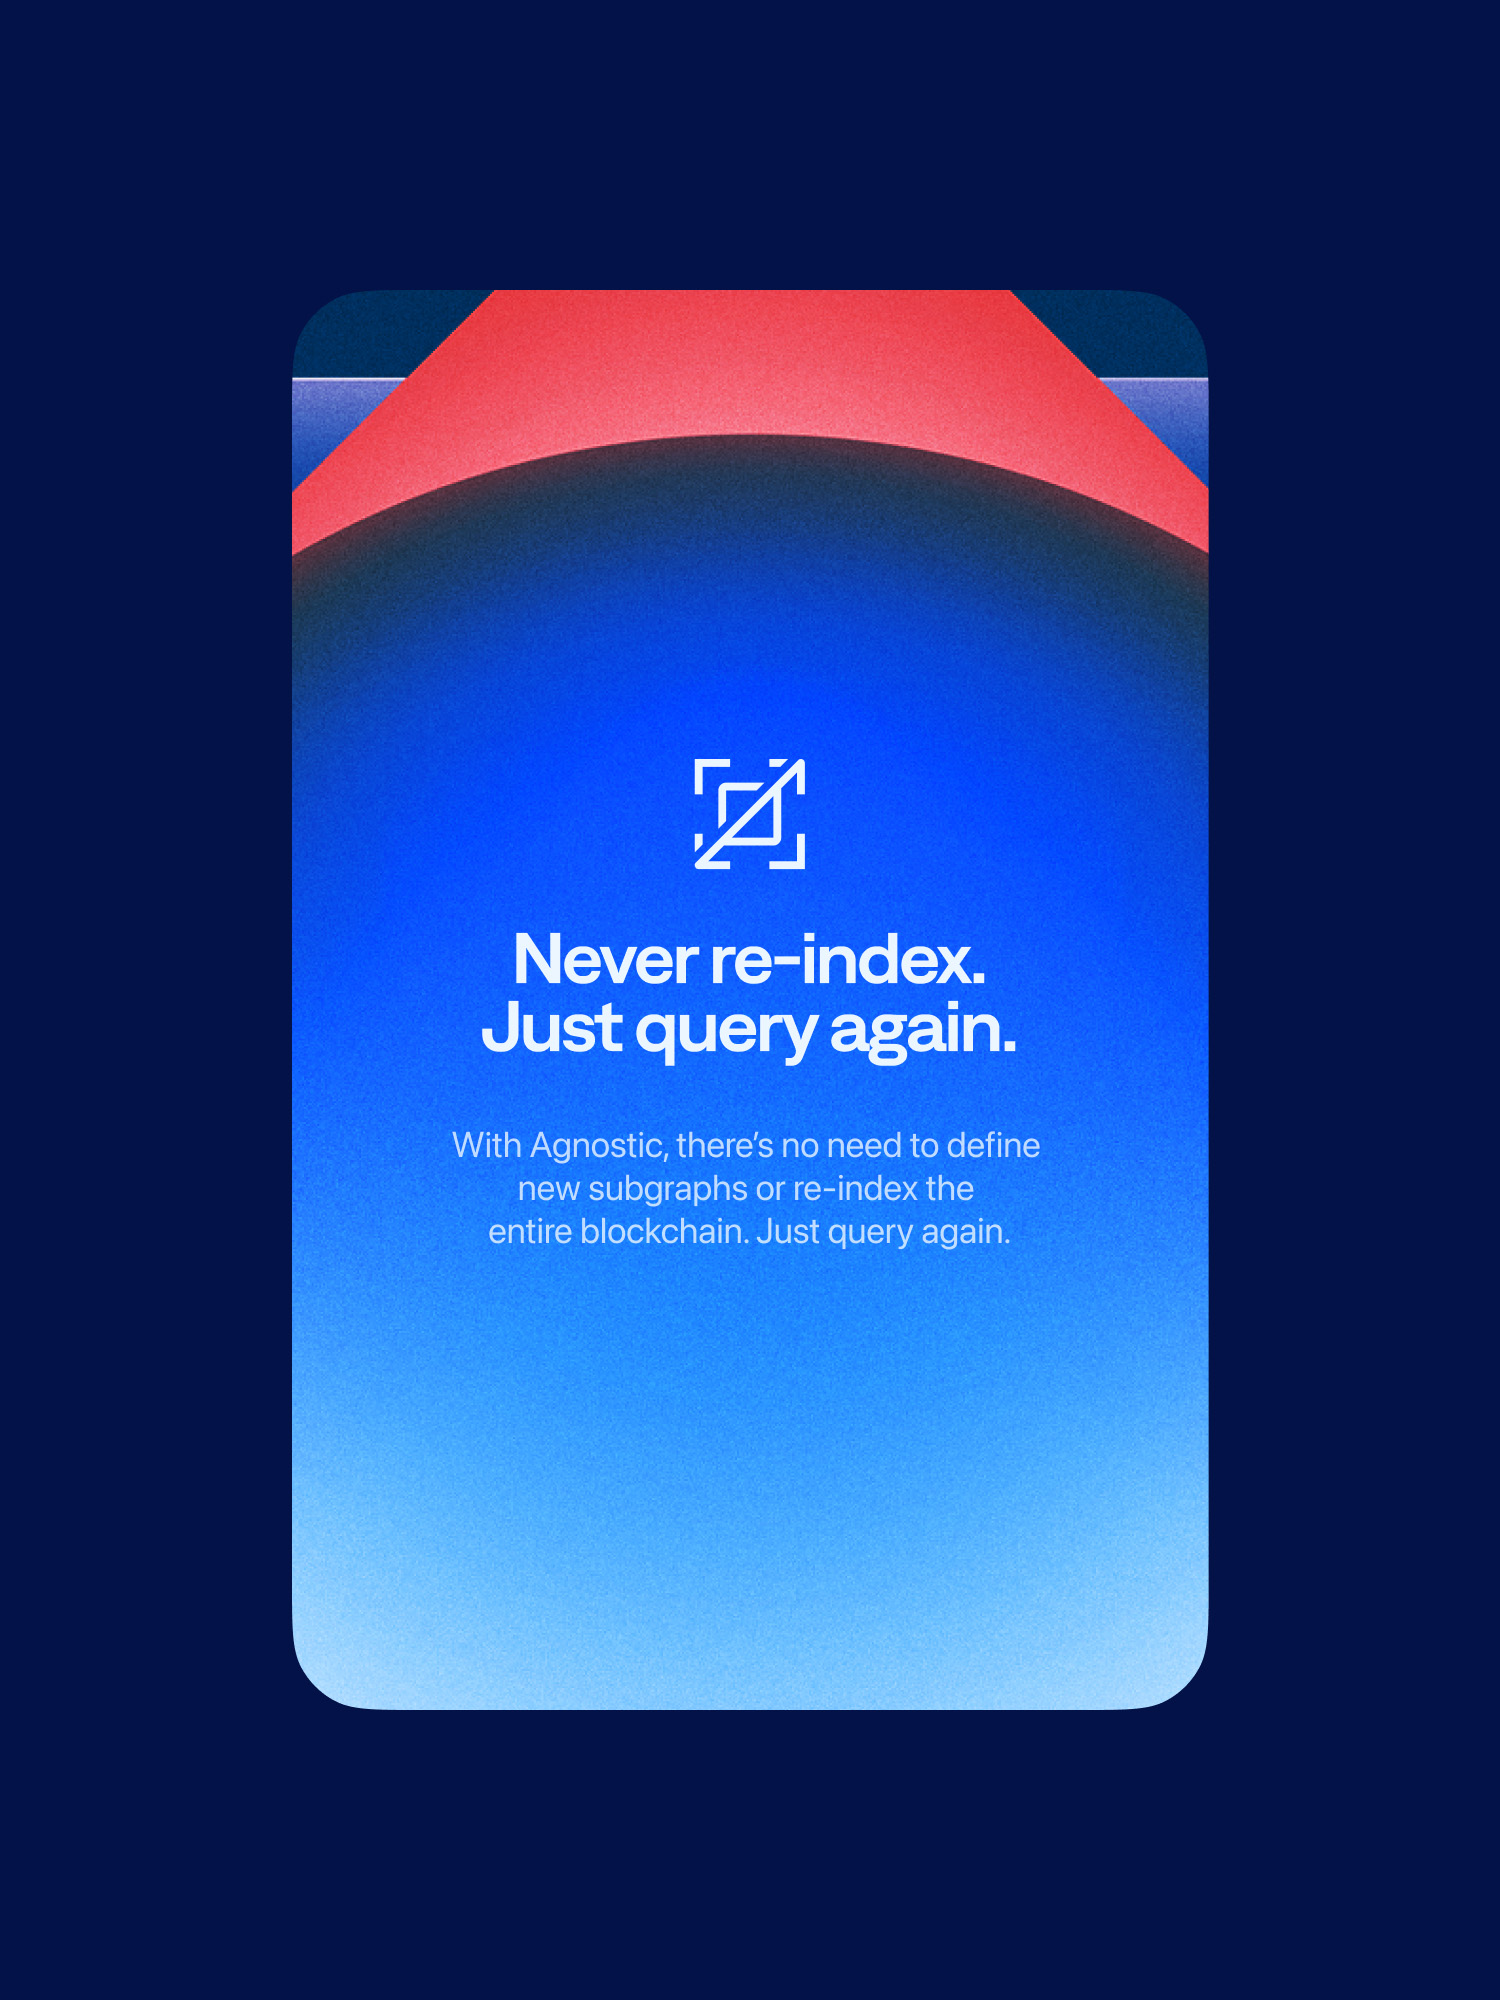 Never re-index.
Just query again.
With Agnostic, there’s no need to define
new subgraphs or re-index the
entire blockchain. Just query again.